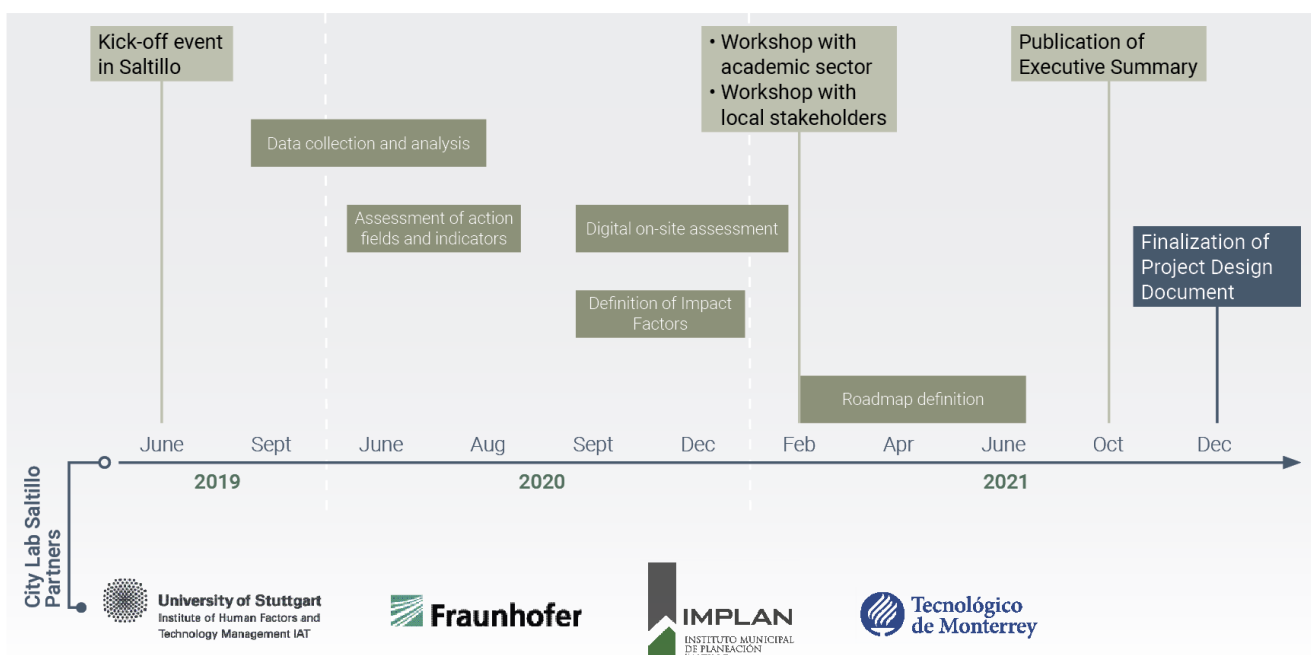 Kick-off event
in Saltillo
• Workshop with
academic sector
• Workshop with
local stakeholders
Publication of
Executive Summary
Data collection and analysis
Assessment of action
fields and indicators
Digital on-site assessment
Finalization of
Project Design
Document
Definition of Impact
Factors
Roadmap definition
June Sept June Aug Sept Dec Feb Apr June Oct Dec
2019 2020 2021
City Lab Saltillo
Partners
University of Stuttgart
Institute of Human Factors and
Technology Management IAT
Fraunhofer
IMPLAN
INSTITUTO MUNICIPAL
DE PLANEACIÓN
Tecnológico
de Monterrey